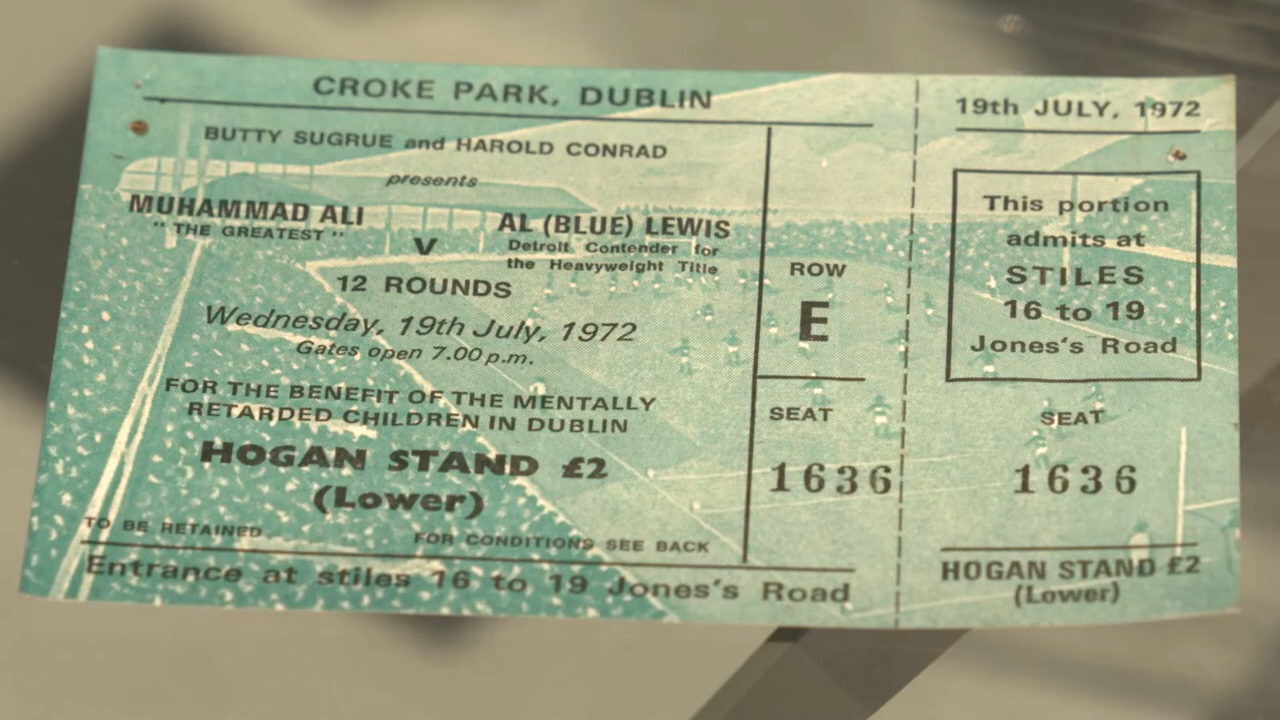 CROKE PARK, DUBLIN
BUTTY SUGRUE and HAROLD CONRAD
presents
MUHAMMAD ALI
"THE GREATEST"
V
AL (BLUE) LEWIS
Detroit Contender for
the Heavyweight Title
12 ROUNDS
Wednesday, 19th July, 1972
Gates open 7.00 p.m.
FOR THE BENEFIT OF THE MENTALLY
RETARDED CHILDREN IN DUBLIN
HOGAN STAND £2
(Lower)
TO BE RETAINED
FOR CONDITIONS SEE BACK
Entrance at stiles 16 to 19 Jones's Road
ROW
E
SEAT
1636
19th JULY, 1972
This portion
admits at
STILES
16 to 19
Jones's Road
SEAT
1636
HOGAN STAND £2
(Lower)